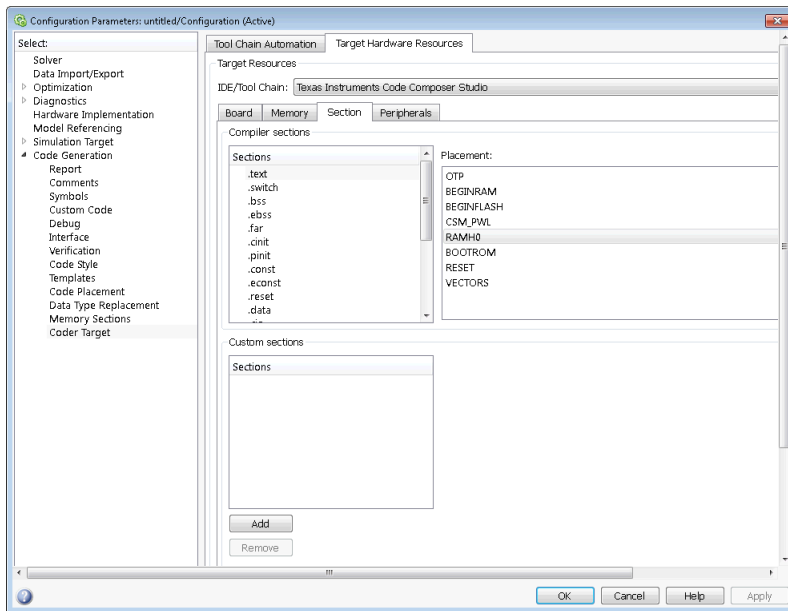 Configuration Parameters: untitled/Configuration (Active)
Select:
Solver
Data Import/Export
Optimization
Diagnostics
Hardware Implementation
Model Referencing
Simulation Target
Code Generation
Report
Comments
Symbols
Custom Code
Debug
Interface
Verification
Code Style
Templates
Code Placement
Data Type Replacement
Memory Sections
Coder Target
Tool Chain Automation
Target Hardware Resources
Target Resources
IDE/Tool Chain: Texas Instruments Code Composer Studio
Board Memory Section Peripherals
Compiler sections
Sections
.text
.switch
.bss
.ebss
.far
.cinit
.pinit
.const
.econst
.reset
.data
Placement:
OTP
BEGINRAM
BEGINFLASH
CSM_PWL
RAMH0
BOOTROM
RESET
VECTORS
Custom sections
Sections
Add
Remove
OK Cancel Help Apply